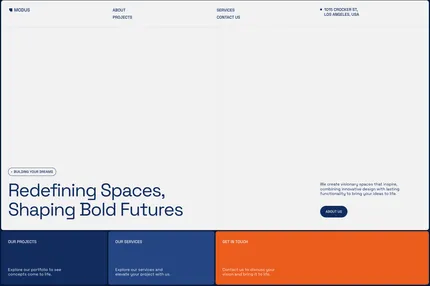 MODUS
ABOUT
PROJECTS
SERVICES
CONTACT US
1075 CROCKER ST,
LOS ANGELES, USA
BUILDING YOUR DREAMS
Redefining Spaces,
Shaping Bold Futures
We create visionary spaces that inspire,
combining innovative design with lasting
functionality to bring your ideas to life.
ABOUT US
OUR PROJECTS
Explore our portfolio to see
concepts come to life.
OUR SERVICES
Explore our services and
elevate your project with us.
GET IN TOUCH
Contact us to discuss your
vision and bring it to life.